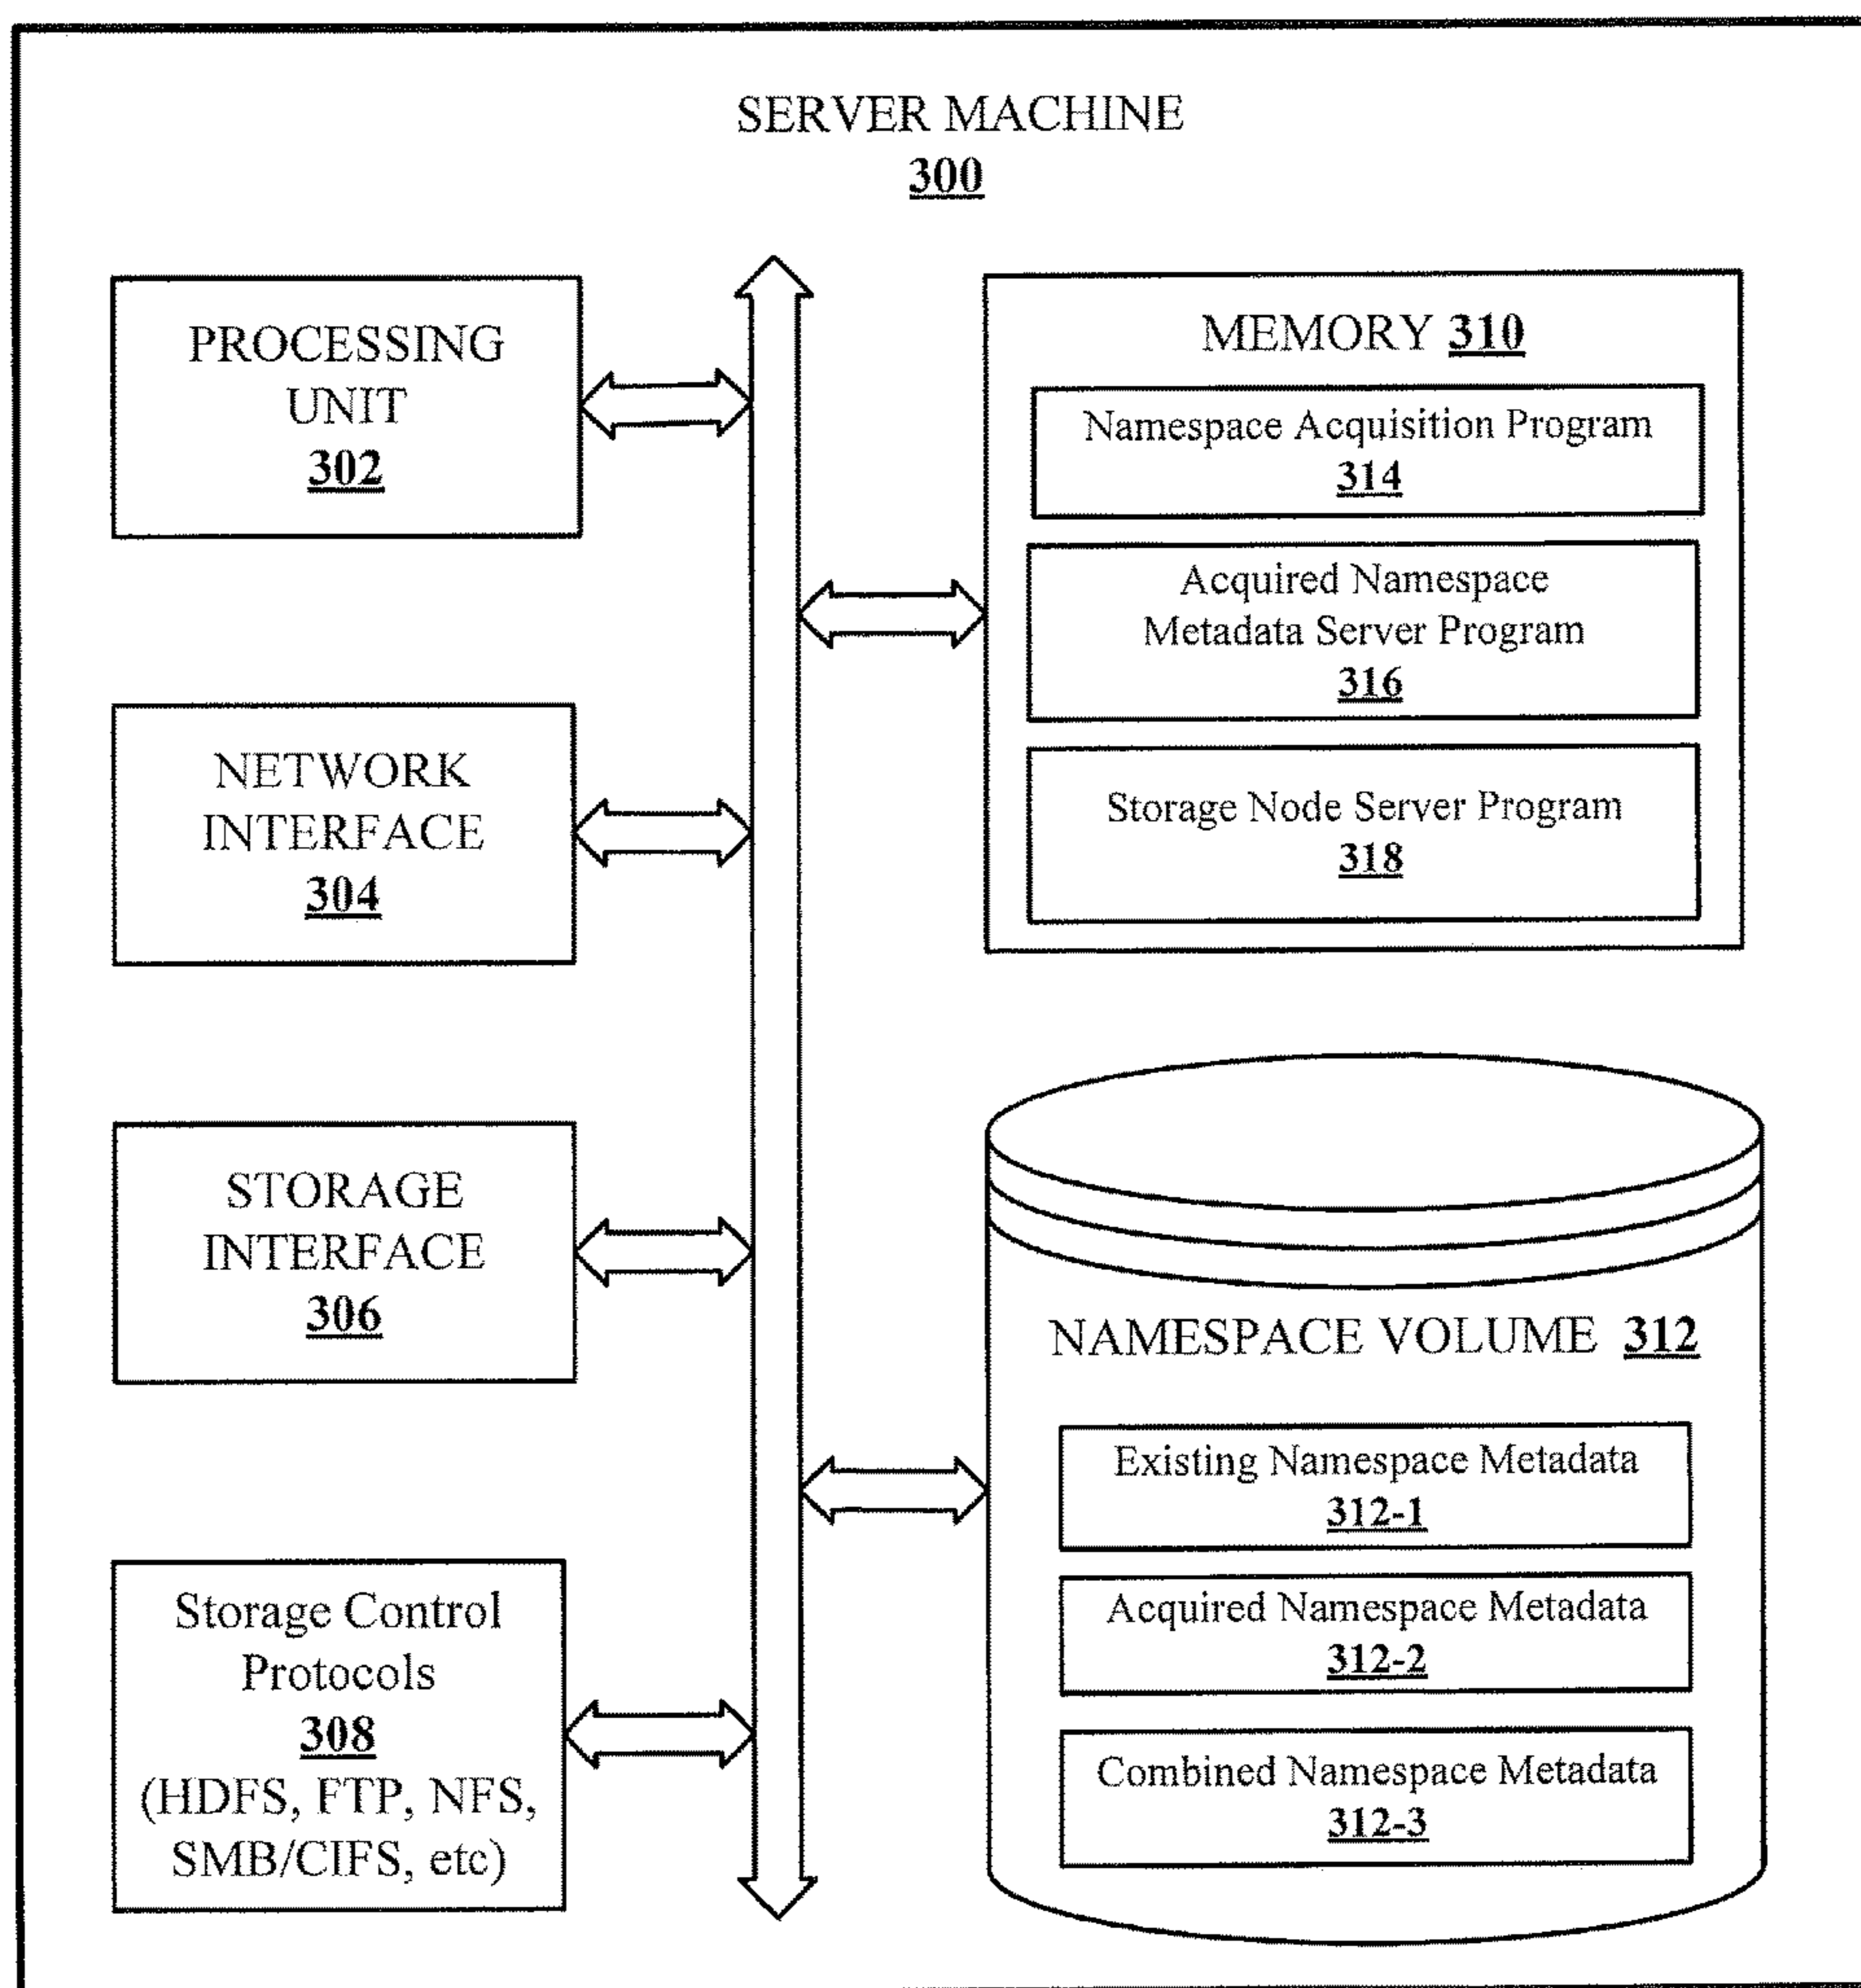 SERVER MACHINE
300
PROCESSING
UNIT
302
NETWORK
INTERFACE
304
STORAGE
INTERFACE
306
Storage Control
Protocols
308
(HDFS, FTP, NFS,
SMB/CIFS, etc)
MEMORY 310
Namespace Acquisition Program
314
Acquired Namespace
Metadata Server Program
316
Storage Node Server Program
318
NAMESPACE VOLUME 312
Existing Namespace Metadata
312-1
Acquired Namespace Metadata
312-2
Combined Namespace Metadata
312-3